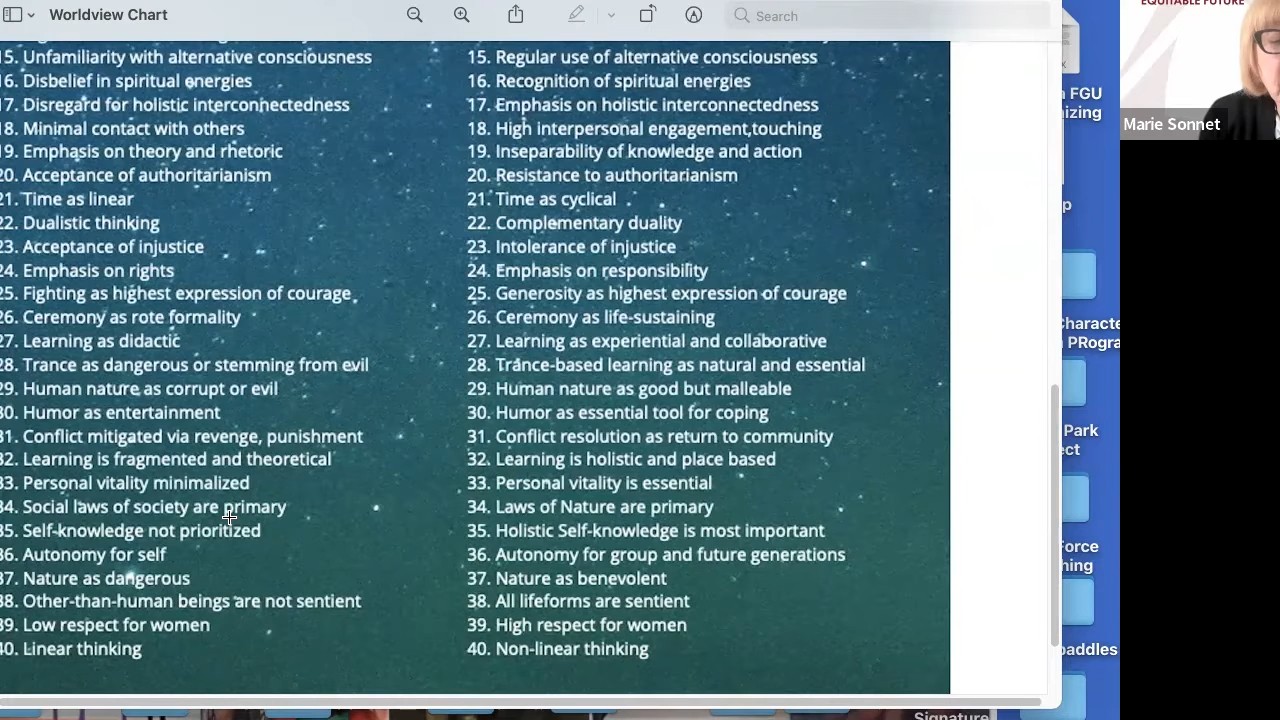 Worldview Chart
Search
15. Unfamiliarity with alternative consciousness
16. Disbelief in spiritual energies
17. Disregard for holistic interconnectedness
18. Minimal contact with others
19. Emphasis on theory and rhetoric
20. Acceptance of authoritarianism
21. Time as linear
22. Dualistic thinking
23. Acceptance of injustice
24. Emphasis on rights
25. Fighting as highest expression of courage
26. Ceremony as rote formality
27. Learning as didactic
28. Trance as dangerous or stemming from evil
29. Human nature as corrupt or evil
30. Humor as entertainment
31. Conflict mitigated via revenge, punishment
32. Learning is fragmented and theoretical
33. Personal vitality minimalized
34. Social laws of society are primary
35. Self-knowledge not prioritized
36. Autonomy for self
37. Nature as dangerous
38. Other-than-human beings are not sentient
39. Low respect for women
40. Linear thinking
15. Regular use of alternative consciousness
16. Recognition of spiritual energies
17. Emphasis on holistic interconnectedness
18. High interpersonal engagement,touching
19. Inseparability of knowledge and action
20. Resistance to authoritarianism
21. Time as cyclical
22. Complementary duality
23. Intolerance of injustice
24. Emphasis on responsibility
25. Generosity as highest expression of courage
26. Ceremony as life-sustaining
27. Learning as experiential and collaborative
28. Trance-based learning as natural and essential
29. Human nature as good but malleable
30. Humor as essential tool for coping
31. Conflict resolution as return to community
32. Learning is holistic and place based
33. Personal vitality is essential
34. Laws of Nature are primary
35. Holistic Self-knowledge is most important
36. Autonomy for group and future generations
37. Nature as benevolent
38. All lifeforms are sentient
39. High respect for women
40. Non-linear thinking
FGU
Park
Force
Signature
EQUITABLE FUTURE
Marie Sonnet